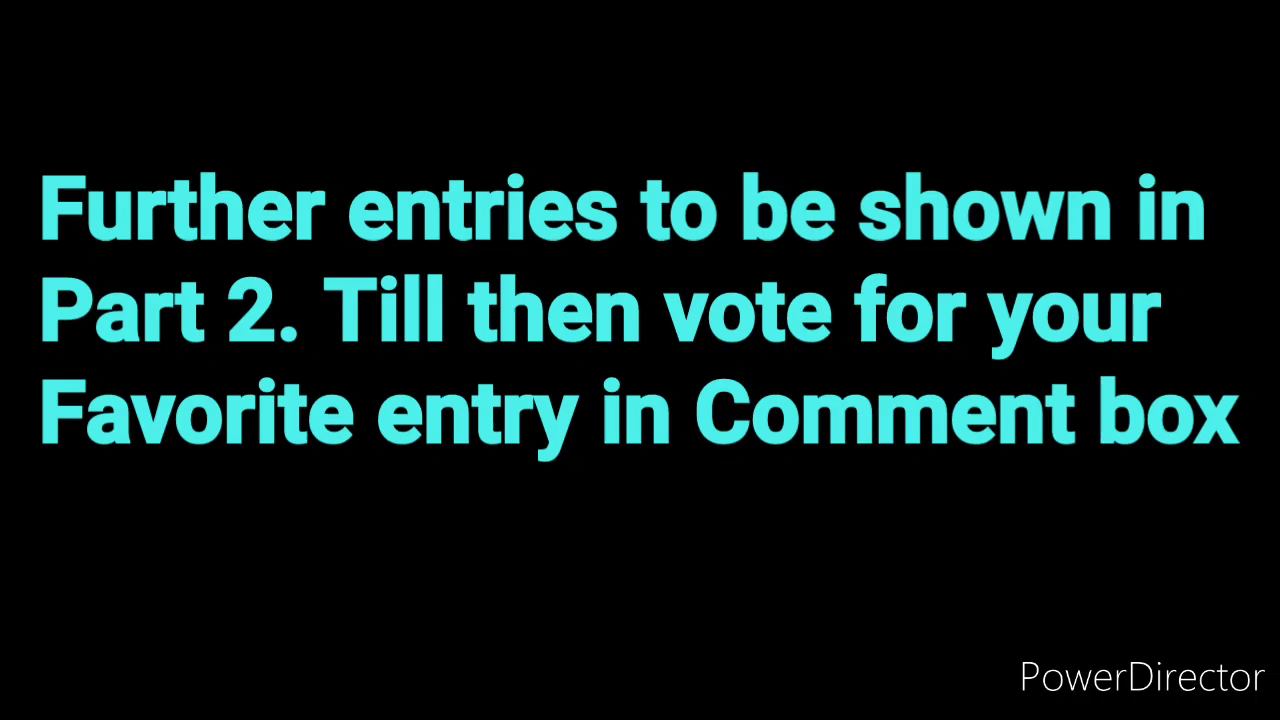 Further entries to be shown in
Part 2. Till then vote for your
Favorite entry in Comment box
PowerDirector